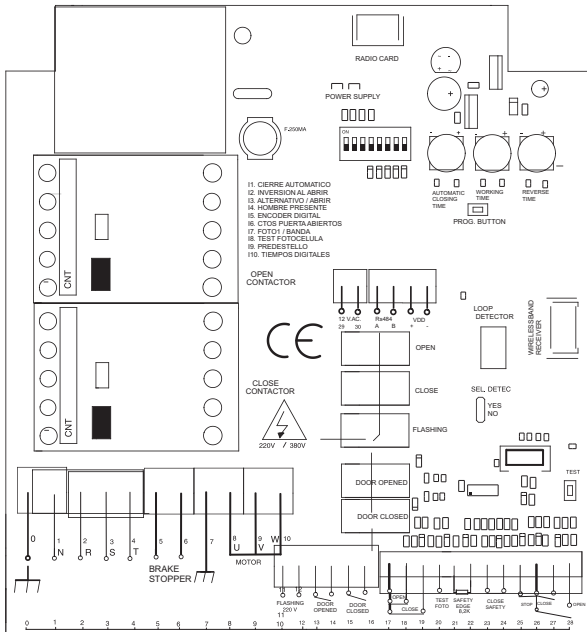 RADIO CARD
POWER SUPPLY
F.250MA
ON
I1. CIERRE AUTOMATICO
I2. INVERSION AL ABRIR
I3. ALTERNATIVO / ABRIR
I4. HOMBRE PRESENTE
I5. ENCODER DIGITAL
I6. CTOS PUERTA ABIERTOS
I7. FOTO1 / BANDA
I8. TEST FOTOCELULA
I9. PREDESTELLO
I10. TIEMPOS DIGITALES
- + - + - +
AUTOMATIC CLOSING TIME
WORKING TIME
REVERSE TIME
PROG. BUTTON
CNT
OPEN
CONTACTOR
12 V.AC. Rs484 VDD
29 30 A B + -
LOOP
DETECTOR
WIRELESSBAND
RECEIVER
OPEN
CLOSE
FLASHING
DOOR OPENED
DOOR CLOSED
CE
CLOSE
CONTACTOR
CNT
220V / 380V
SEL. DETEC
YES
NO
TEST
0 1 2 3 4 5 6 7 8 9 10
N R S T U V W
BRAKE
STOPPER
MOTOR
11 12
FLASHING
220 V
DOOR
OPENED
DOOR
CLOSED
OPEN
CLOSE
TEST
FOTO
SAFETY
EDGE
8,2K
CLOSE
SAFETY
STOP
CLOSE
OPEN
0 1 2 3 4 5 6 7 8 9 10 11 12 13 14 15 16 17 18 19 20 21 22 23 24 25 26 27 28